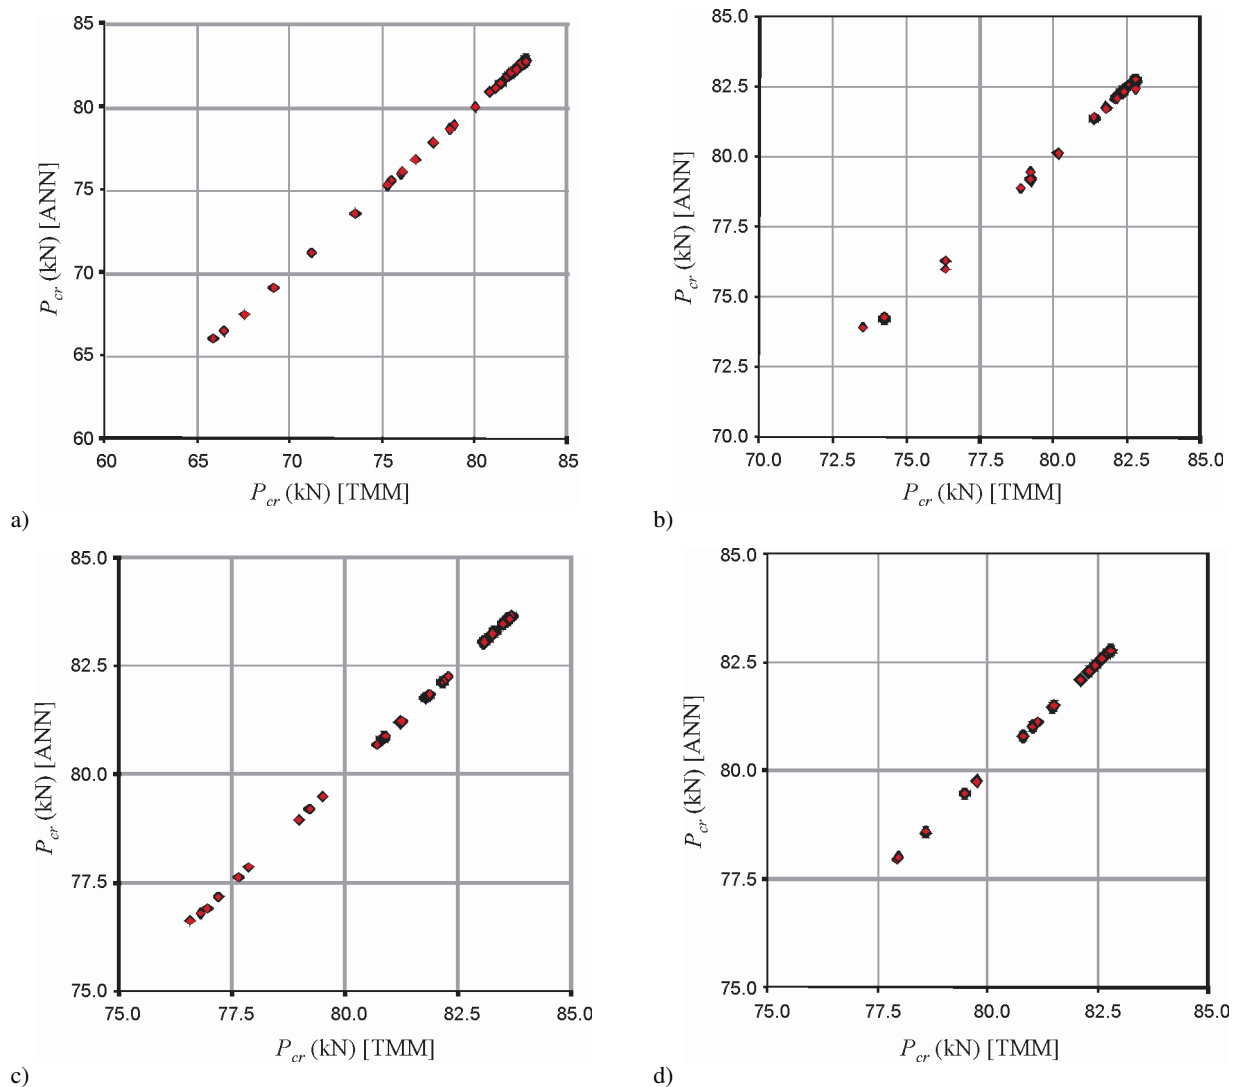 85
80
75
70
65
60
60 65 70 75 80 85
P_cr (kN) [ANN]
P_cr (kN) [TMM]
a)
85.0
82.5
80.0
77.5
75.0
72.5
70.0
70.0 72.5 75.0 77.5 80.0 82.5 85.0
P_cr (kN) [ANN]
P_cr (kN) [TMM]
b)
85.0
82.5
80.0
77.5
75.0
75.0 77.5 80.0 82.5 85.0
P_cr (kN) [ANN]
P_cr (kN) [TMM]
c)
85.0
82.5
80.0
77.5
75.0
75.0 77.5 80.0 82.5 85.0
P_cr (kN) [ANN]
P_cr (kN) [TMM]
d)